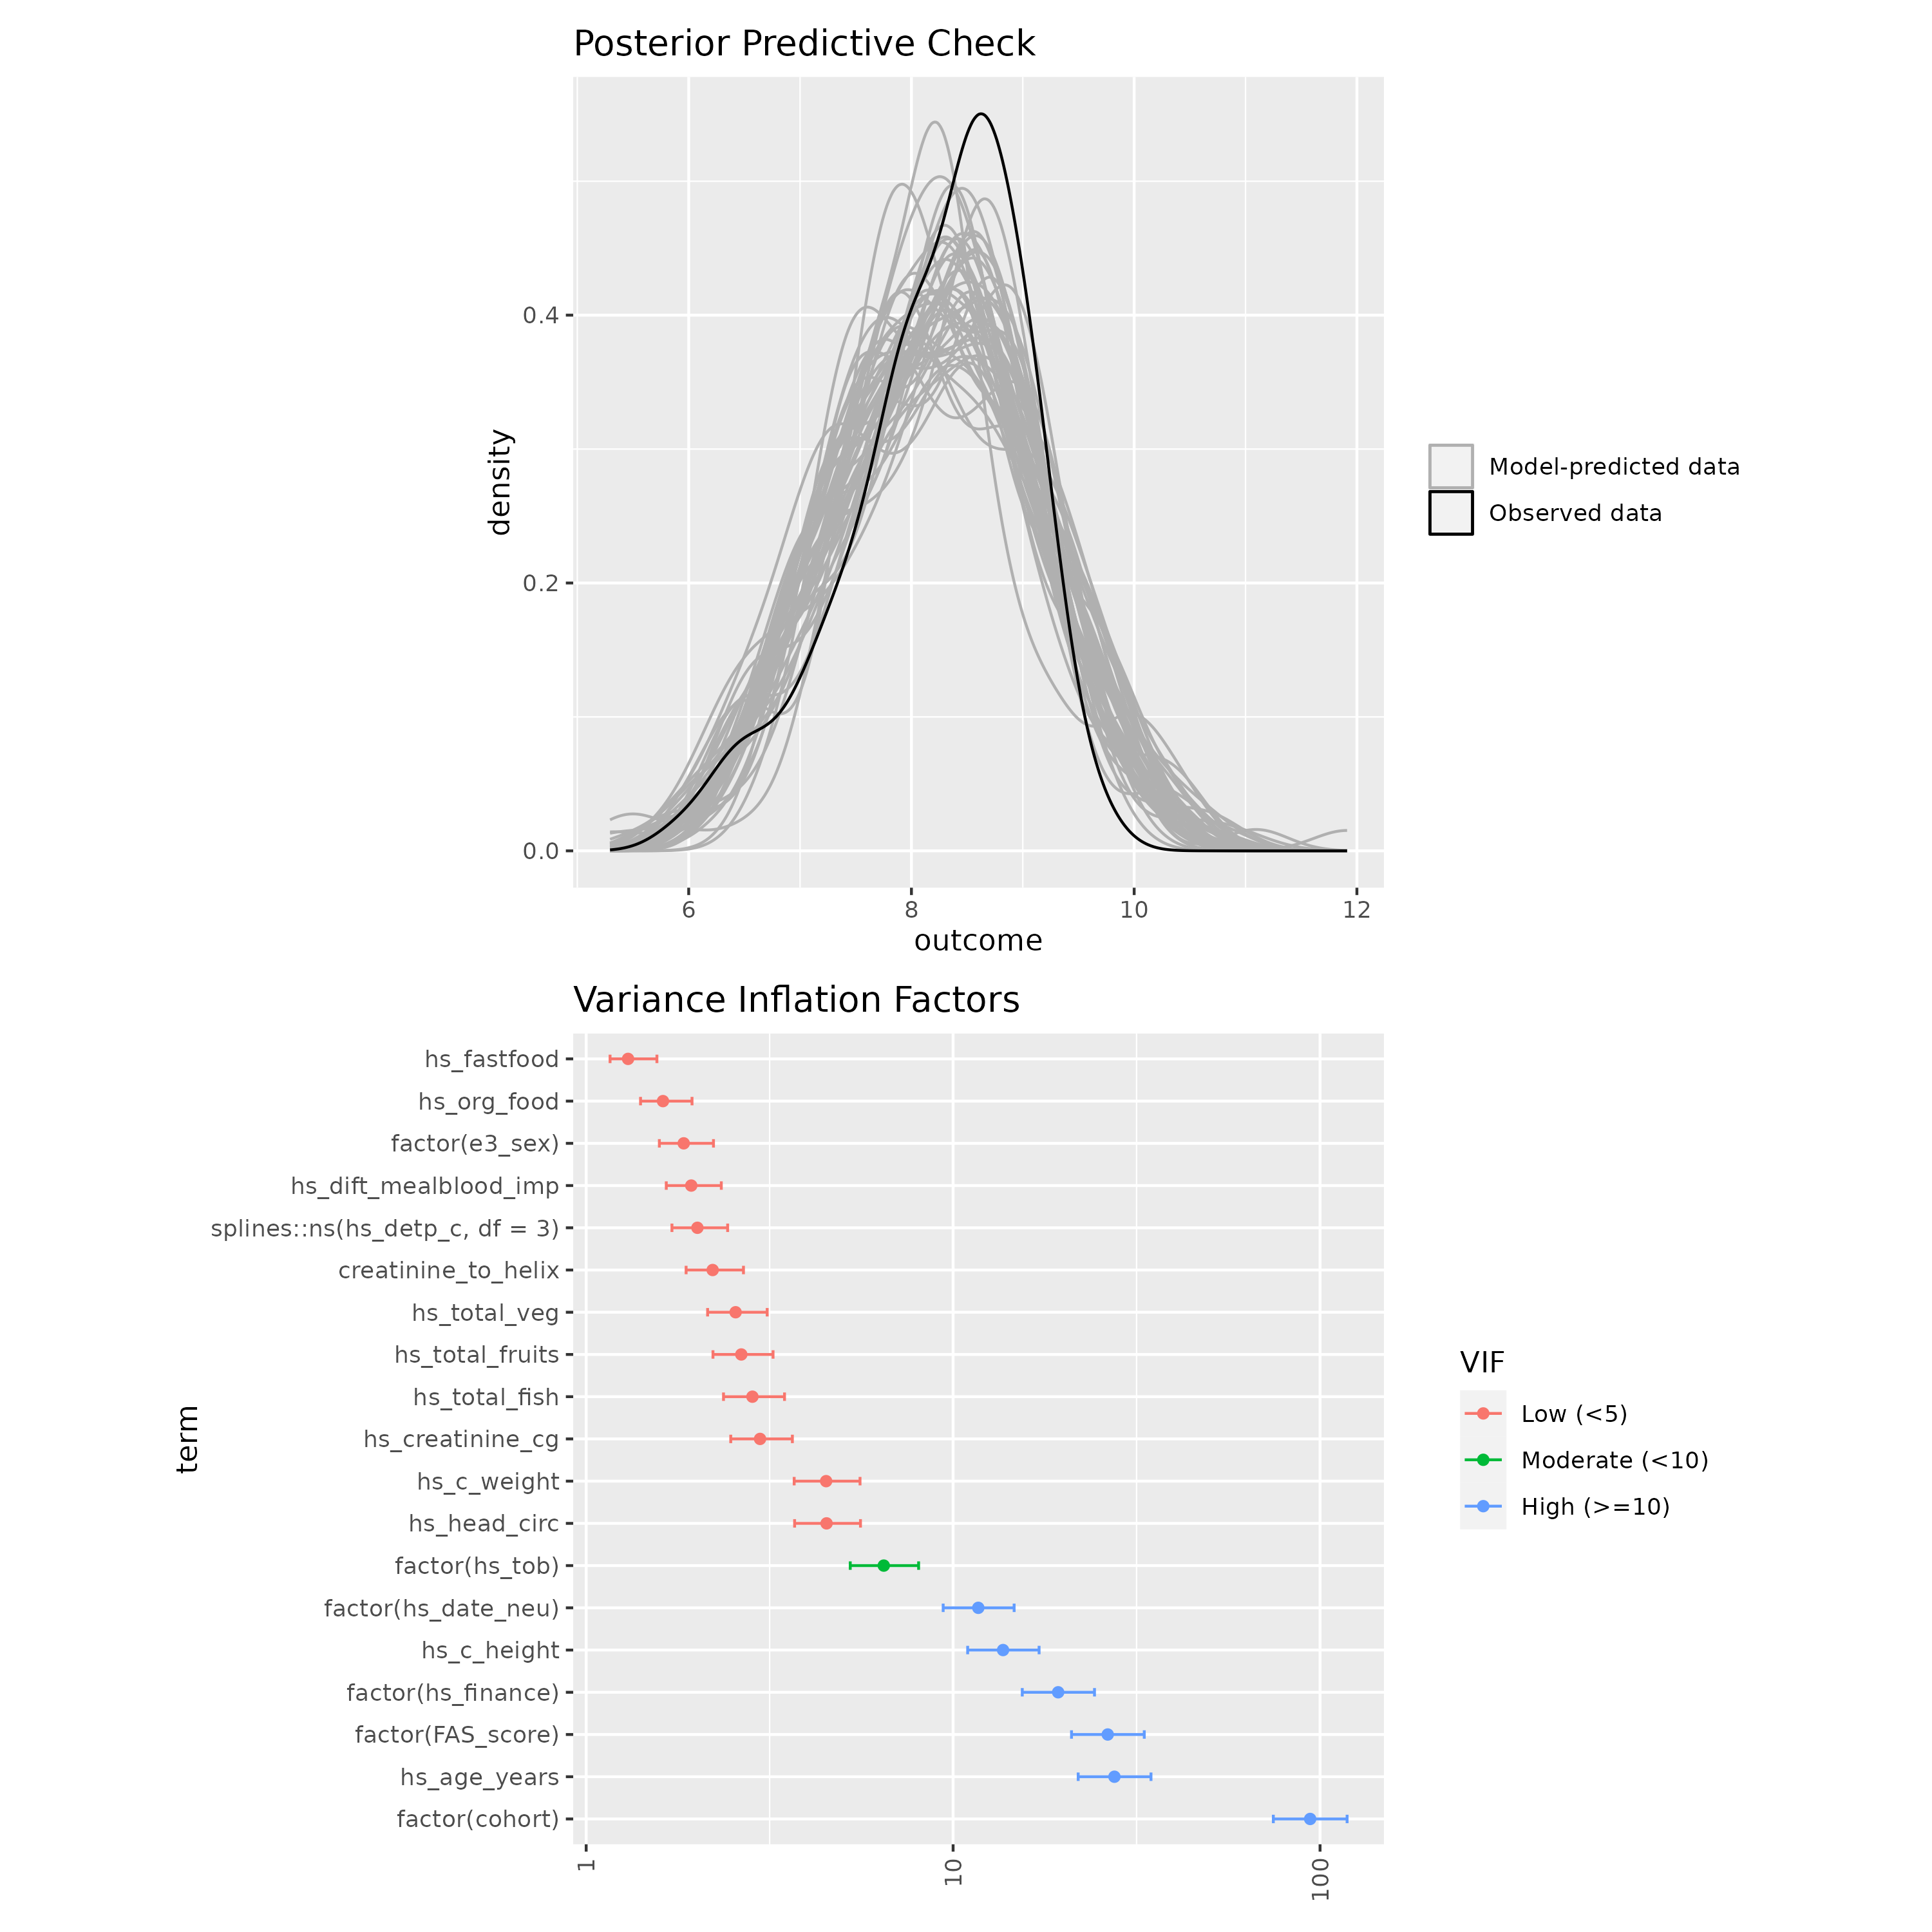 Posterior Predictive Check
density
0.4
0.2
0.0
6
8
10
12
outcome
Model-predicted data
Observed data
Variance Inflation Factors
term
hs_fastfood
hs_org_food
factor(e3_sex)
hs_dift_mealblood_imp
splines::ns(hs_detp_c, df = 3)
creatinine_to_helix
hs_total_veg
hs_total_fruits
hs_total_fish
hs_creatinine_cg
hs_c_weight
hs_head_circ
factor(hs_tob)
factor(hs_date_neu)
hs_c_height
factor(hs_finance)
factor(FAS_score)
hs_age_years
factor(cohort)
1
10
100
VIF
Low (<5)
Moderate (<10)
High (>=10)